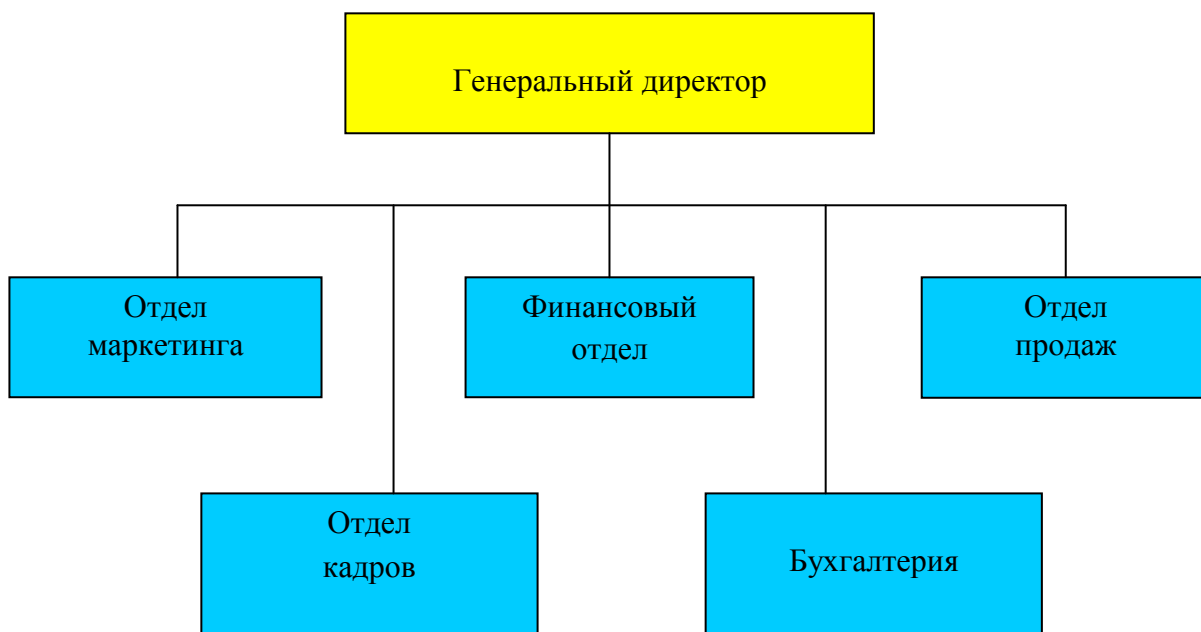 Генеральный директор
Отдел
маркетинга
Финансовый
отдел
Отдел
продаж
Отдел
кадров
Бухгалтерия